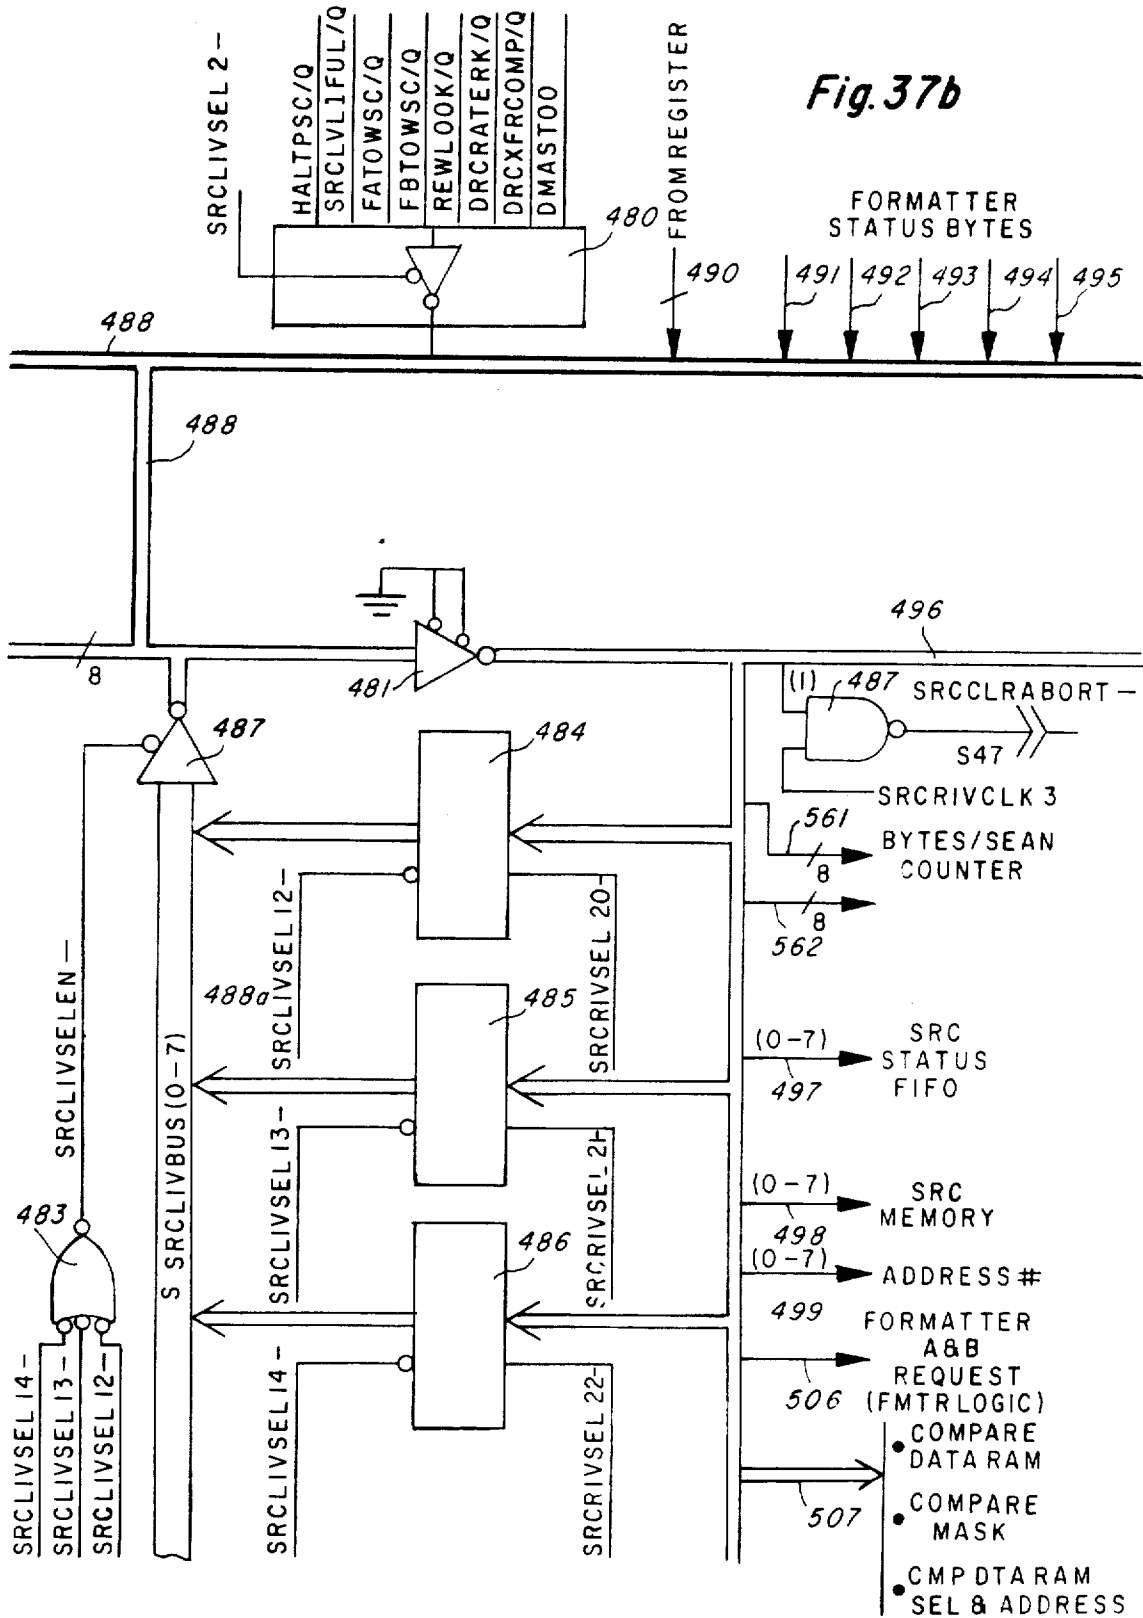 Fig. 37b
SRCLIVSEL 2-
HALTPSC/Q
SRCLVL1FUL/Q
FATOWSC/Q
FBTOWSC/Q
REWLOOK/Q
DRCRATERK/Q
DRCXFRCOMP/Q
DMASTOO
FROMREGISTER
FORMATTER
STATUS BYTES
480
490
491
492
493
494
495
488
488
8
481
496
(1)
487
SRCCLRABORT-
S47
SRCRIVCLK 3
487
484
561
8
BYTES/SEAN
COUNTER
562
8
SRCLIVSELEN-
S SRCLIVBUS (0-7)
488a
SRCLIVSEL 12-
SRCRIVSEL 20-
485
(0-7)
497
SRC
STATUS
FIFO
SRCLIVSEL 13-
SRCRIVSEL 21-
483
486
(0-7)
498
SRC
MEMORY
(0-7)
499
ADDRESS #
SRCLIVSEL 14-
SRCRIVSEL 22-
506
FORMATTER
A&B
REQUEST
(FMTRLOGIC)
SRCLIVSEL 14-
SRCLIVSEL 13-
SRCLIVSEL 12-
507
• COMPARE
DATA RAM
• COMPARE
MASK
• CMP DTA RAM
SEL & ADDRESS